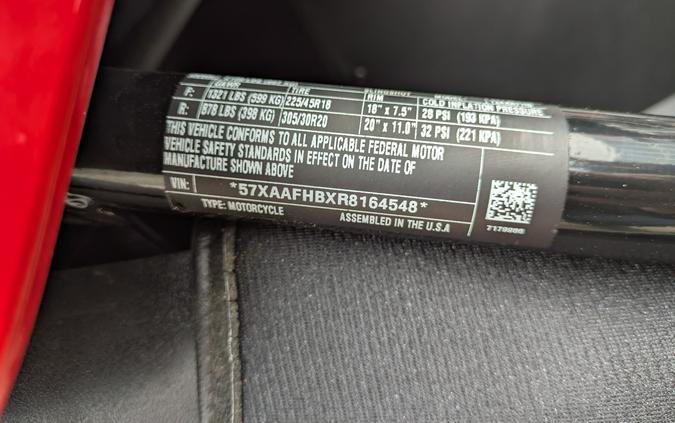 GAWR TIRE RIM COLD INFLATION PRESSURE
F: 1321 LBS (599 KG) 225/45R18 18" x 7.5" 28 PSI (193 KPA)
R: 878 LBS (398 KG) 305/30R20 20" x 11.0" 32 PSI (221 KPA)
THIS VEHICLE CONFORMS TO ALL APPLICABLE FEDERAL MOTOR
VEHICLE SAFETY STANDARDS IN EFFECT ON THE DATE OF
MANUFACTURE SHOWN ABOVE
VIN: *57XAAFHBXR8164548*
TYPE: MOTORCYCLE ASSEMBLED IN THE U.S.A